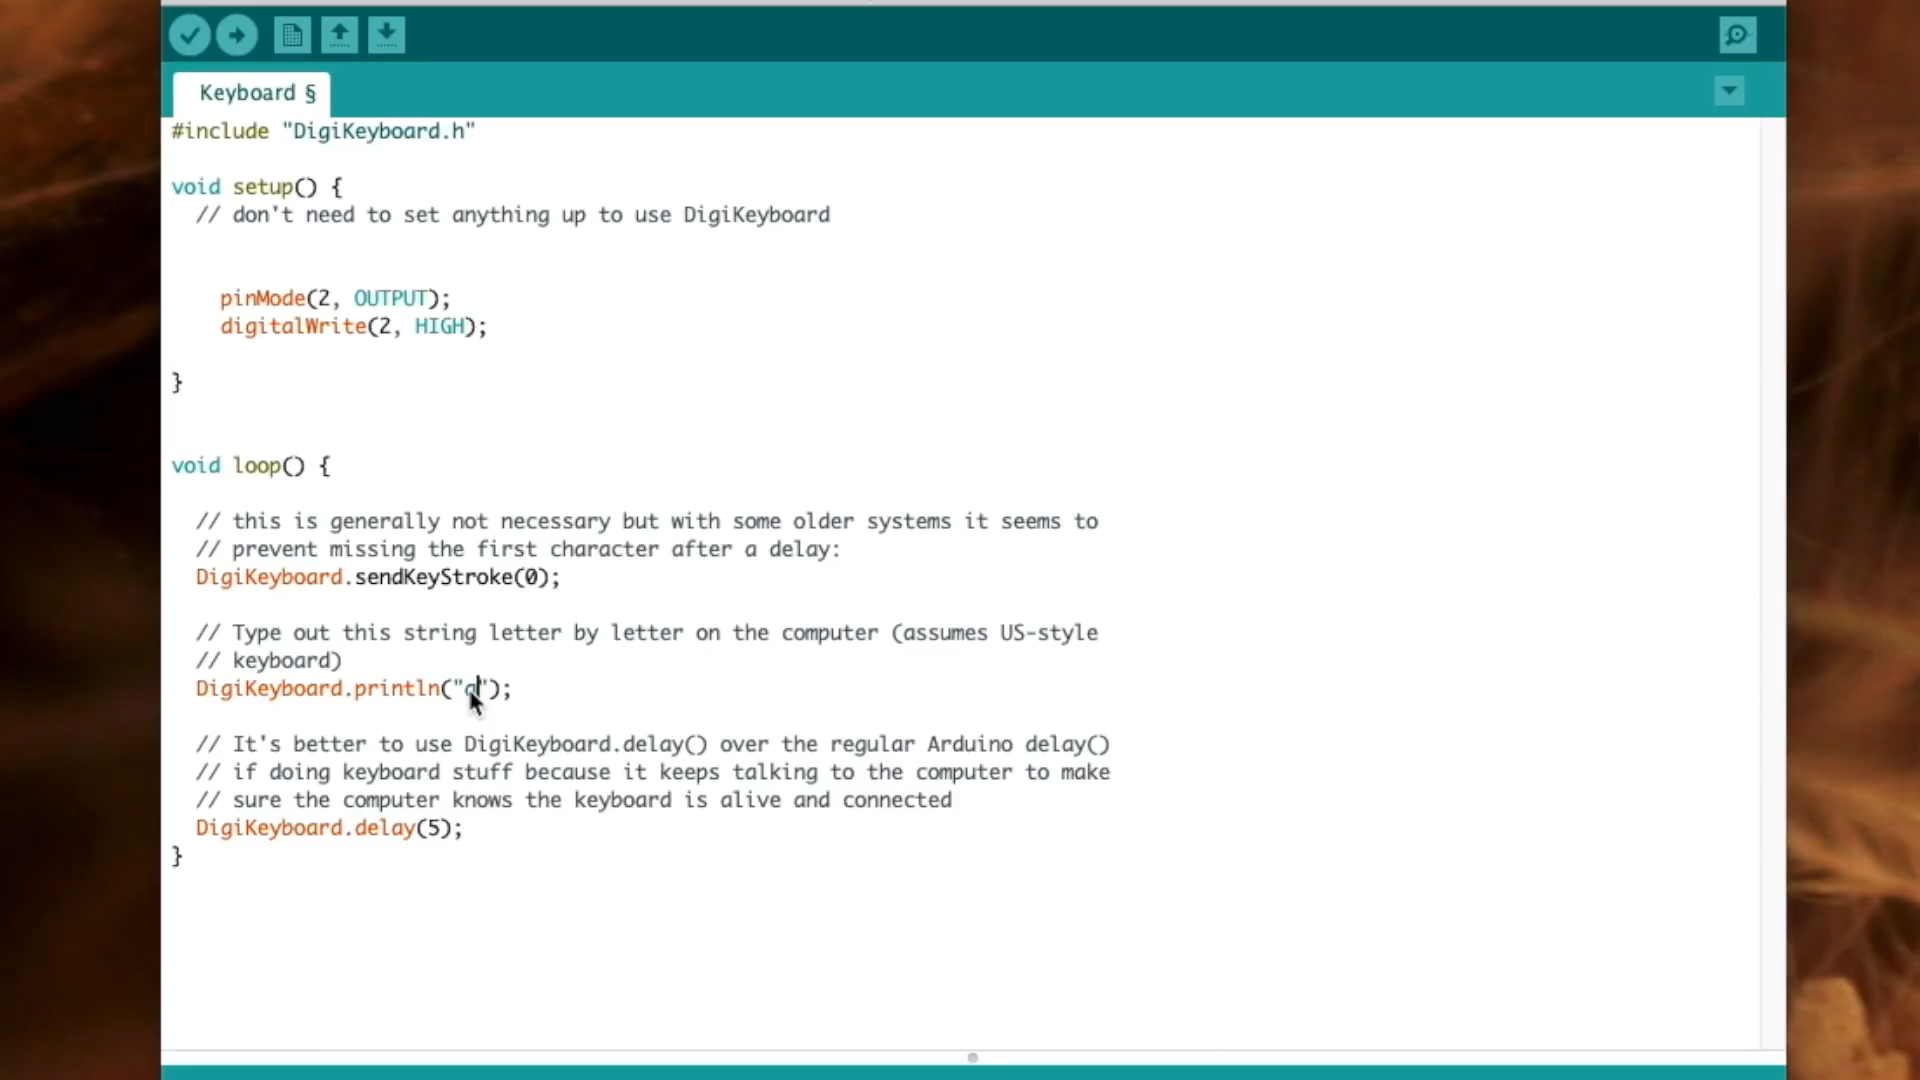 Keyboard §
#include "DigiKeyboard.h"
void setup() {
// don't need to set anything up to use DigiKeyboard
pinMode(2, OUTPUT);
digitalWrite(2, HIGH);
}
void loop() {
// this is generally not necessary but with some older systems it seems to
// prevent missing the first character after a delay:
DigiKeyboard.sendKeyStroke(0);
// Type out this string letter by letter on the computer (assumes US-style
// keyboard)
DigiKeyboard.println("");
// It's better to use DigiKeyboard.delay() over the regular Arduino delay()
// if doing keyboard stuff because it keeps talking to the computer to make
// sure the computer knows the keyboard is alive and connected
DigiKeyboard.delay(5);
}